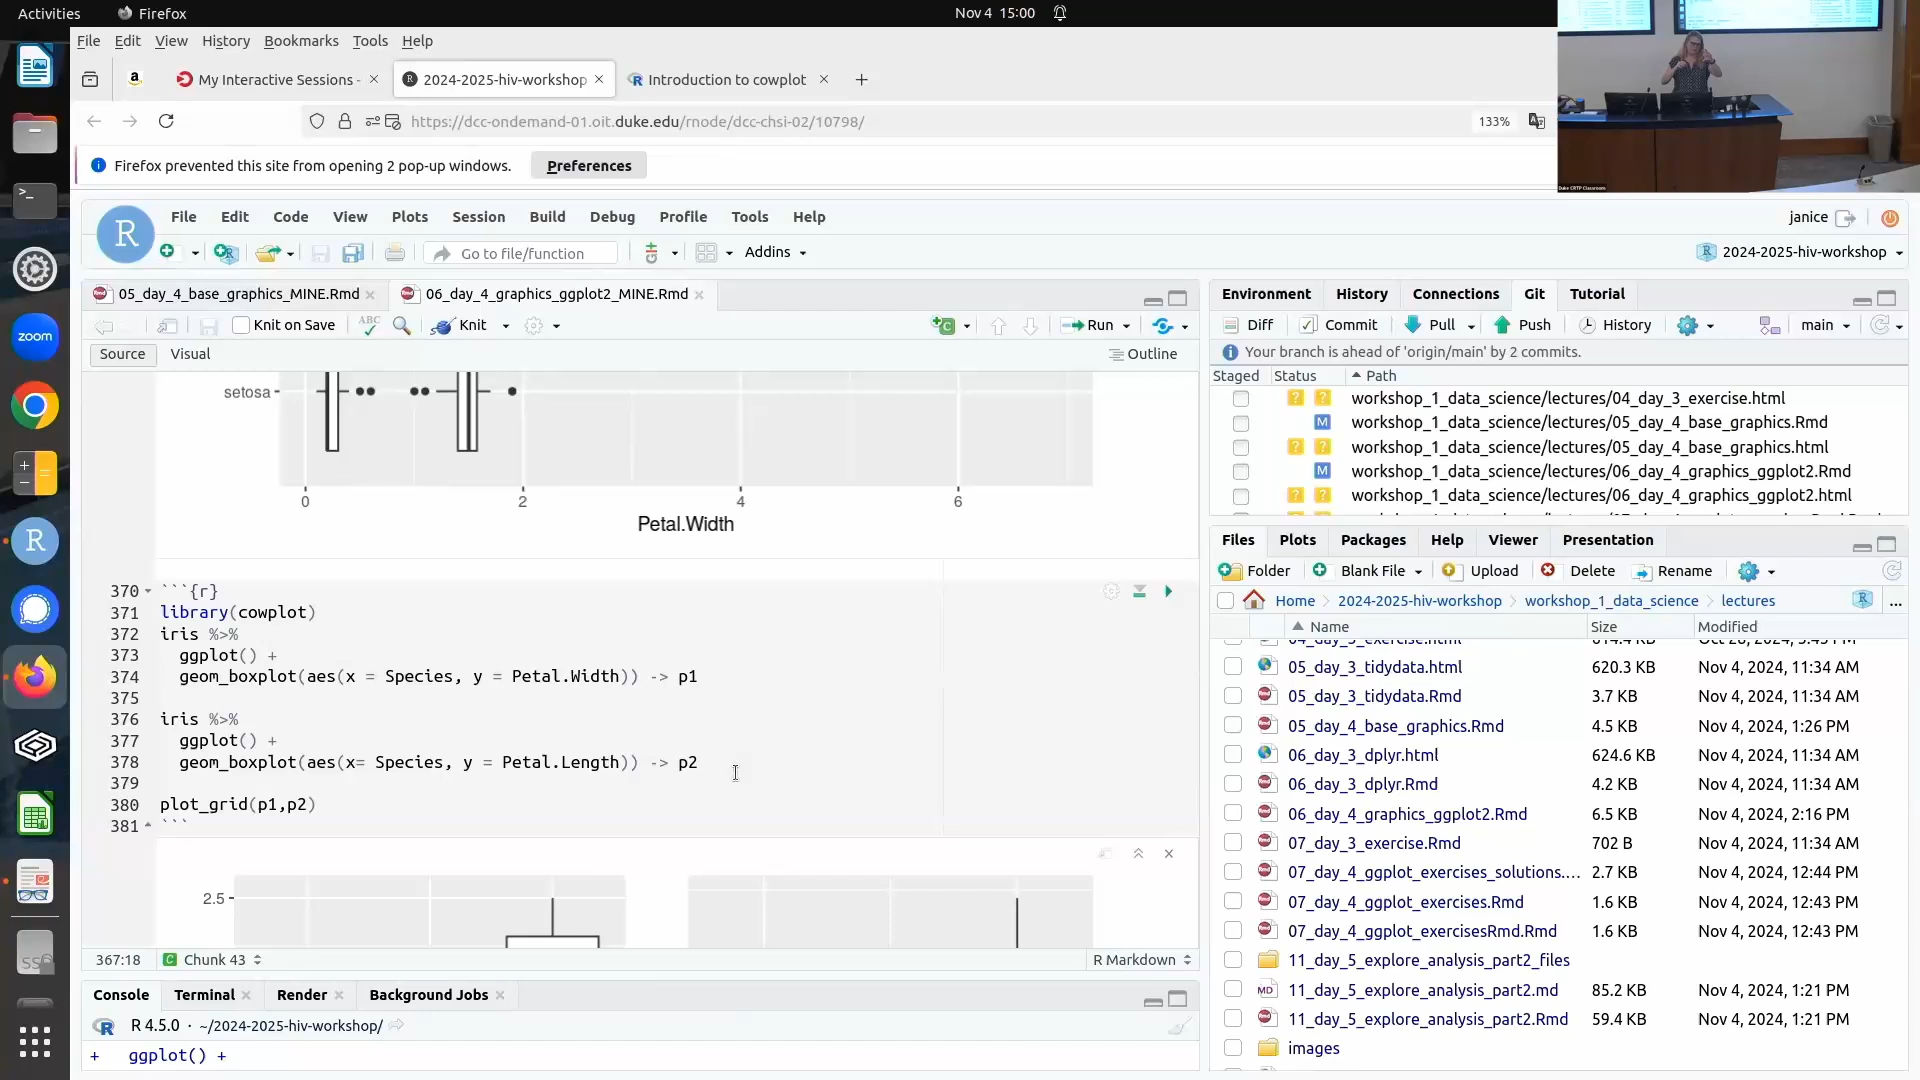 Activities
Firefox
Nov 4 15:00
File Edit View History Bookmarks Tools Help
My Interactive Sessions -
2024-2025-hiv-workshop
Introduction to cowplot
https://dcc-ondemand-01.oit.duke.edu/rnode/dcc-chsi-02/10798/
133%
Firefox prevented this site from opening 2 pop-up windows.
Preferences
Duke CRTP Classroom
File Edit Code View Plots Session Build Debug Profile Tools Help
janice
Go to file/function
Addins
2024-2025-hiv-workshop
05_day_4_base_graphics_MINE.Rmd
06_day_4_graphics_ggplot2_MINE.Rmd
Knit on Save
ABC
Knit
Run
Source
Visual
Outline
setosa
0 2 4 6
Petal.Width
370 ```{r}
371 library(cowplot)
372 iris %>%
373 ggplot() +
374 geom_boxplot(aes(x = Species, y = Petal.Width)) -> p1
375
376 iris %>%
377 ggplot() +
378 geom_boxplot(aes(x= Species, y = Petal.Length)) -> p2
379
380 plot_grid(p1,p2)
381 ```
2.5
367:18
Chunk 43
R Markdown
Console
Terminal
Render
Background Jobs
R 4.5.0 · ~/2024-2025-hiv-workshop/
+ ggplot() +
Environment History Connections Git Tutorial
Diff Commit Pull Push History main
Your branch is ahead of 'origin/main' by 2 commits.
Staged Status Path
? ? workshop_1_data_science/lectures/04_day_3_exercise.html
M workshop_1_data_science/lectures/05_day_4_base_graphics.Rmd
? ? workshop_1_data_science/lectures/05_day_4_base_graphics.html
M workshop_1_data_science/lectures/06_day_4_graphics_ggplot2.Rmd
? ? workshop_1_data_science/lectures/06_day_4_graphics_ggplot2.html
Files Plots Packages Help Viewer Presentation
Folder Blank File Upload Delete Rename
Home 2024-2025-hiv-workshop workshop_1_data_science lectures ...
Name Size Modified
05_day_3_tidydata.html 620.3 KB Nov 4, 2024, 11:34 AM
05_day_3_tidydata.Rmd 3.7 KB Nov 4, 2024, 11:34 AM
05_day_4_base_graphics.Rmd 4.5 KB Nov 4, 2024, 1:26 PM
06_day_3_dplyr.html 624.6 KB Nov 4, 2024, 11:34 AM
06_day_3_dplyr.Rmd 4.2 KB Nov 4, 2024, 11:34 AM
06_day_4_graphics_ggplot2.Rmd 6.5 KB Nov 4, 2024, 2:16 PM
07_day_3_exercise.Rmd 702 B Nov 4, 2024, 11:34 AM
07_day_4_ggplot_exercises_solutions.... 2.7 KB Nov 4, 2024, 12:44 PM
07_day_4_ggplot_exercises.Rmd 1.6 KB Nov 4, 2024, 12:43 PM
07_day_4_ggplot_exercisesRmd.Rmd 1.6 KB Nov 4, 2024, 12:43 PM
11_day_5_explore_analysis_part2_files
11_day_5_explore_analysis_part2.md 85.2 KB Nov 4, 2024, 1:21 PM
11_day_5_explore_analysis_part2.Rmd 59.4 KB Nov 4, 2024, 1:21 PM
images
zoom